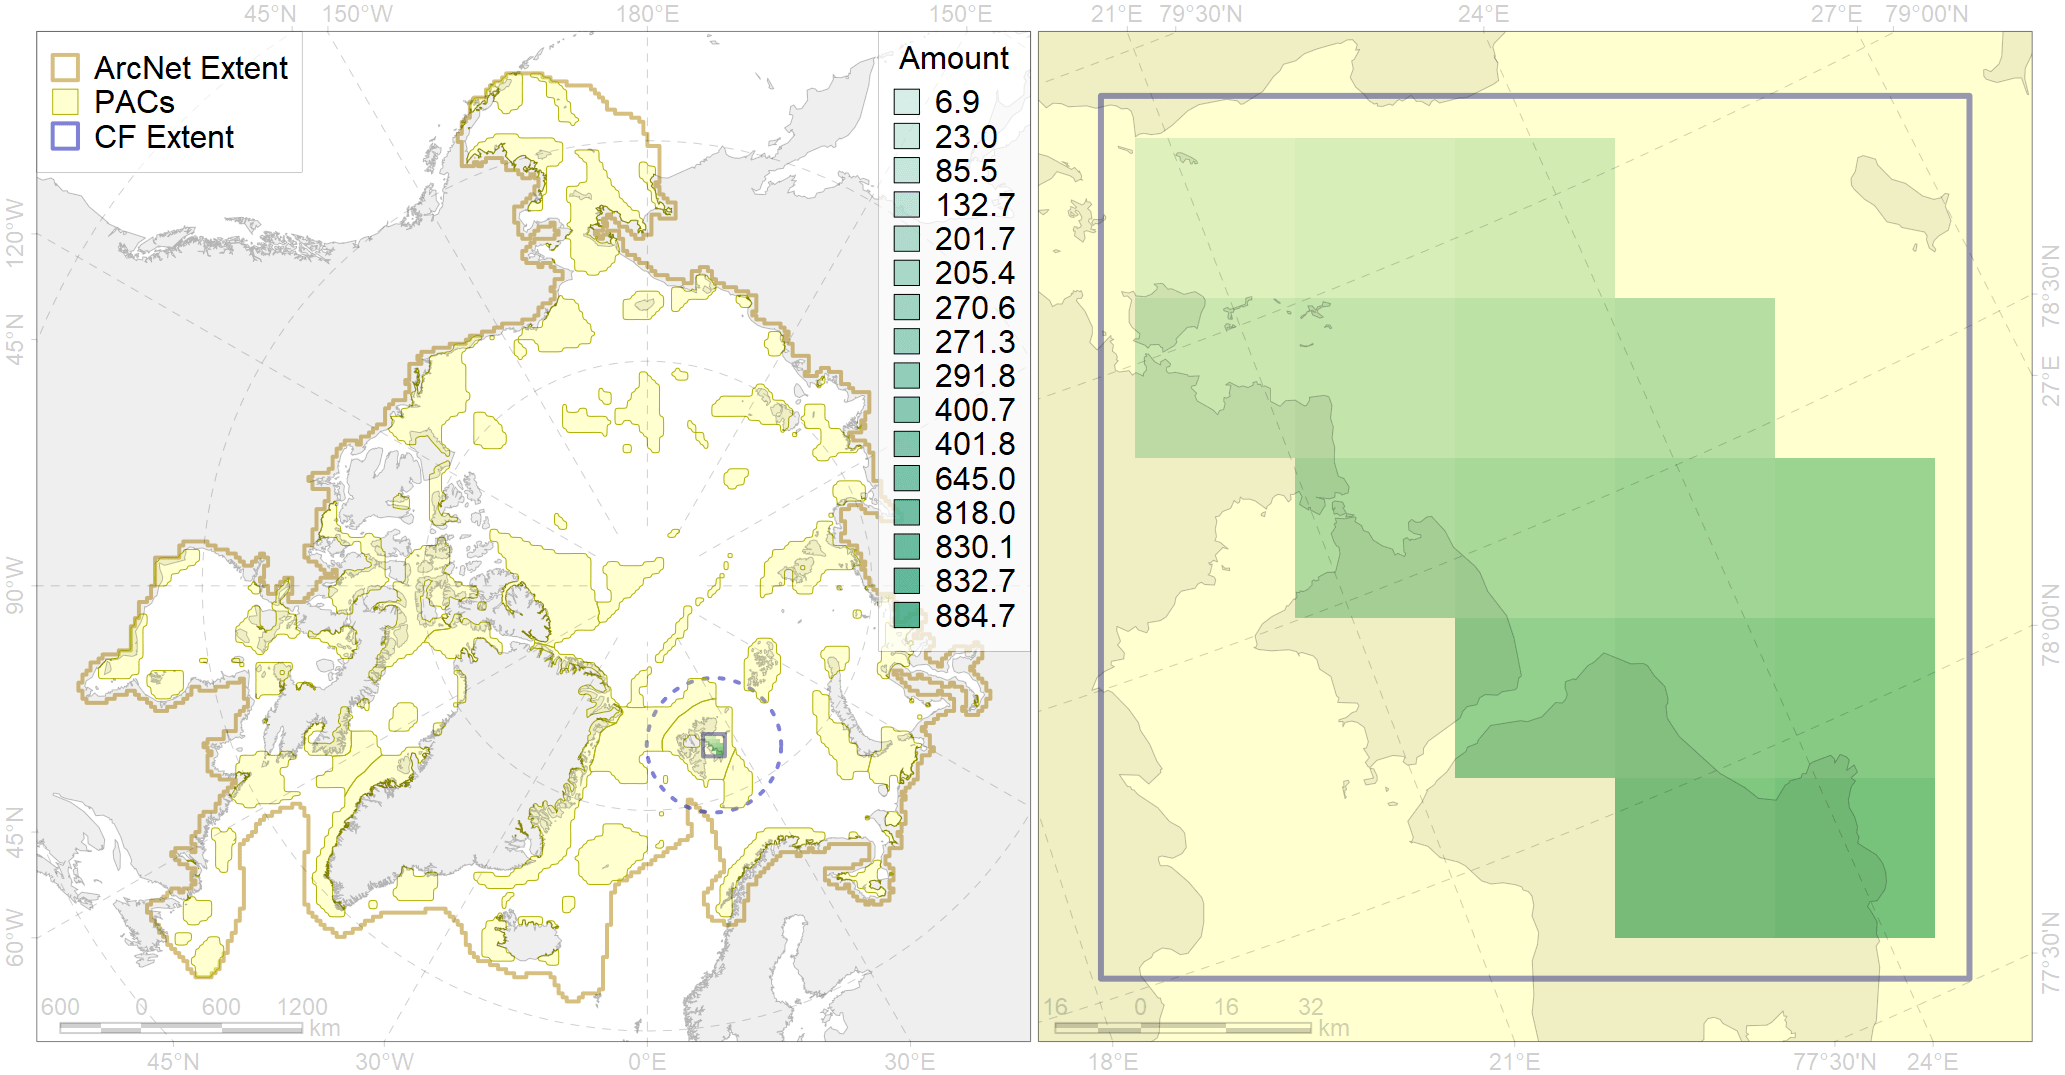 45°N 150°W 180°E 150°E 21°E 79°30'N 24°E 27°E 79°00'N
ArcNet Extent
PACs
CF Extent
Amount
6.9
23.0
85.5
132.7
201.7
205.4
270.6
271.3
291.8
400.7
401.8
645.0
818.0
830.1
832.7
884.7
120°W
45°N
90°W
45°N
60°W
78°30'N
27°E
78°00'N
77°30'N
600 0 600 1200
km
16 0 16 32
km
45°N 30°W 0°E 30°E 18°E 21°E 77°30'N 24°E